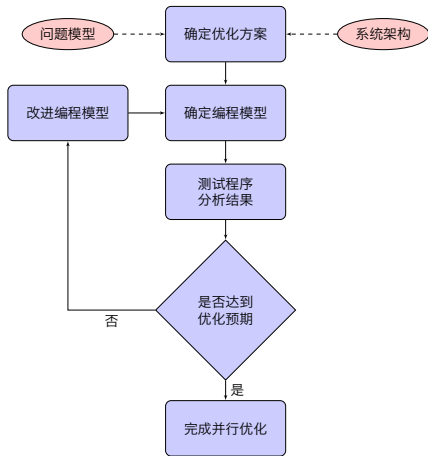 问题模型
确定优化方案
系统架构
改进编程模型
确定编程模型
测试程序
分析结果
是否达到
优化预期
否
是
完成并行优化